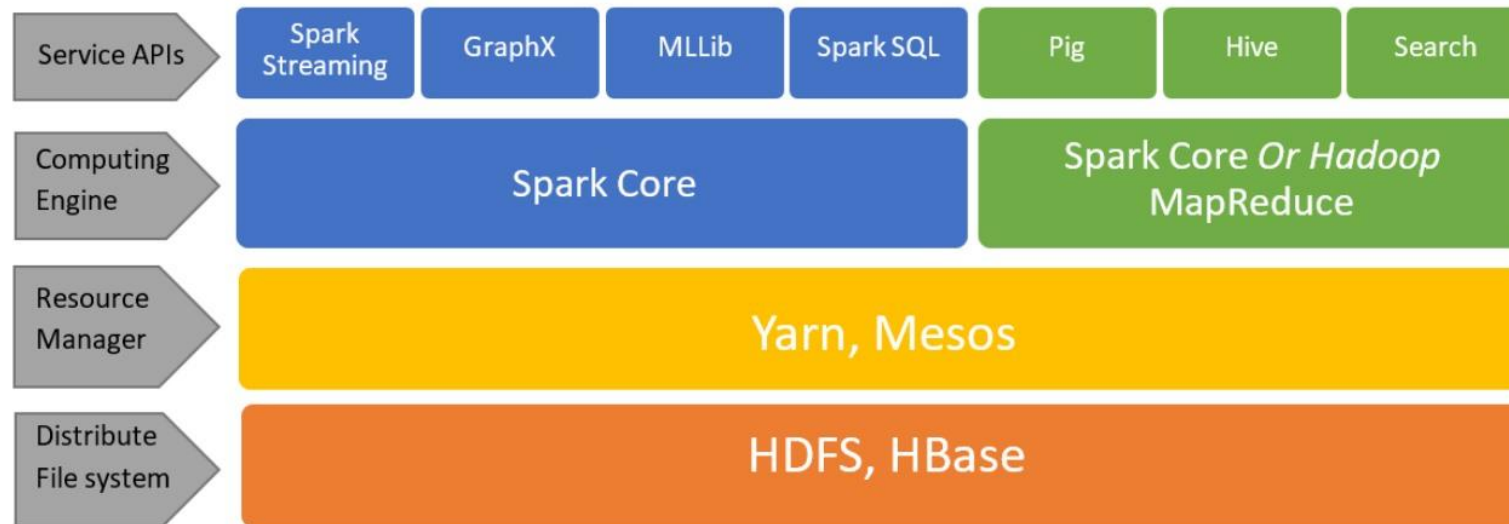 Service APIs
Spark
Streaming
GraphX
MLLib
Spark SQL
Pig
Hive
Search
Computing
Engine
Spark Core
Spark Core Or Hadoop
MapReduce
Resource
Manager
Yarn, Mesos
Distribute
File system
HDFS, HBase